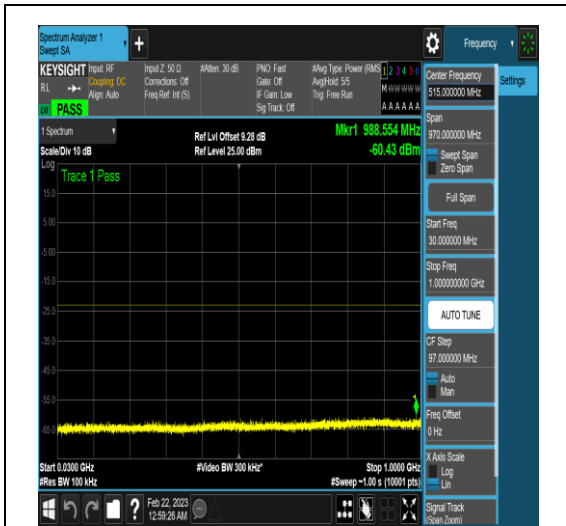 Spectrum Analyzer 1
Swept SA
+
Frequency
KEYSIGHT
RL
PASS
Input: RF
Coupling: DC
Align: Auto
Input Z: 50 Ω
Corrections: Off
Freq Ref: Int (S)
#Atten: 30 dB
PNO: Fast
Gate: Off
IF Gain: Low
Sig Track: Off
#Avg Type: Power (RMS
Avg|Hold: 5/5
Trig: Free Run
1 2 3 4 5 6
M W W W W W
A A A A A A
Center Frequency
515.000000 MHz
Settings
Span
970.000000 MHz
Swept Span
Zero Span
Full Span
Start Freq
30.000000 MHz
Stop Freq
1.000000000 GHz
AUTO TUNE
CF Step
97.000000 MHz
Auto
Man
Freq Offset
0 Hz
X Axis Scale
Log
Lin
Signal Track
(Span Zoom)
1 Spectrum
Scale/Div 10 dB
Ref Lvl Offset 9.28 dB
Ref Level 25.00 dBm
Mkr1 988.554 MHz
-60.43 dBm
Log
Trace 1 Pass
15.0
5.00
-5.00
-15.0
-25.0
-35.0
-45.0
-55.0
-65.0
1
Start 0.0300 GHz
#Res BW 100 kHz
#Video BW 300 kHz*
Stop 1.0000 GHz
#Sweep ~1.00 s (10001 pts)
?
Feb 22, 2023
12:59:26 AM